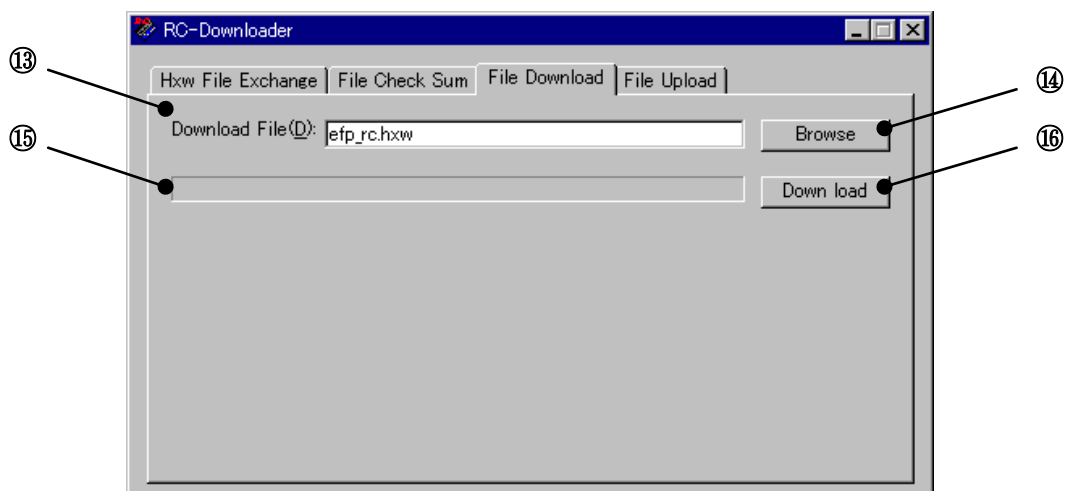 RC-Downloader
⑬
Hxw File Exchange File Check Sum File Download File Upload
⑭
Download File(D): efp_rc.hxw Browse
⑮
⑯
Down load